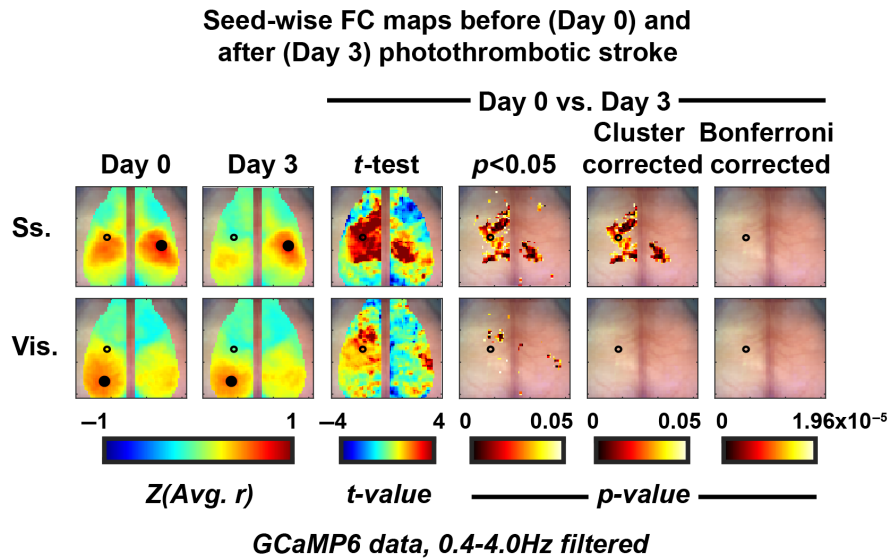 Seed-wise FC maps before (Day 0) and
after (Day 3) photothrombotic stroke
Day 0 vs. Day 3
Cluster Bonferroni
Day 0 Day 3 t-test p<0.05 corrected corrected
Ss.
Vis.
–1 1 –4 4 0 0.05 0 0.05 0 1.96x10⁻⁵
Z(Avg. r) t-value p-value
GCaMP6 data, 0.4-4.0Hz filtered